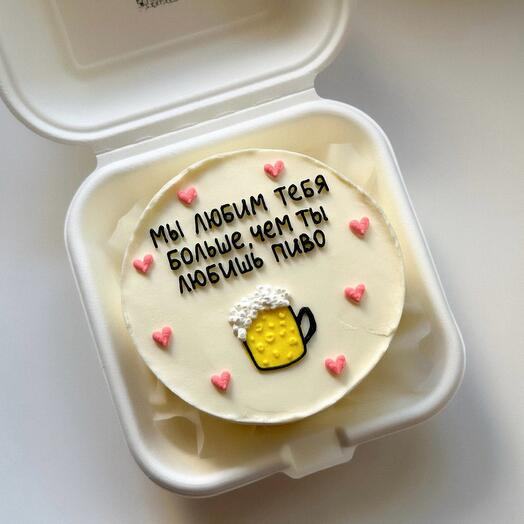 Мы любим тебя
больше, чем ты
любишь пиво